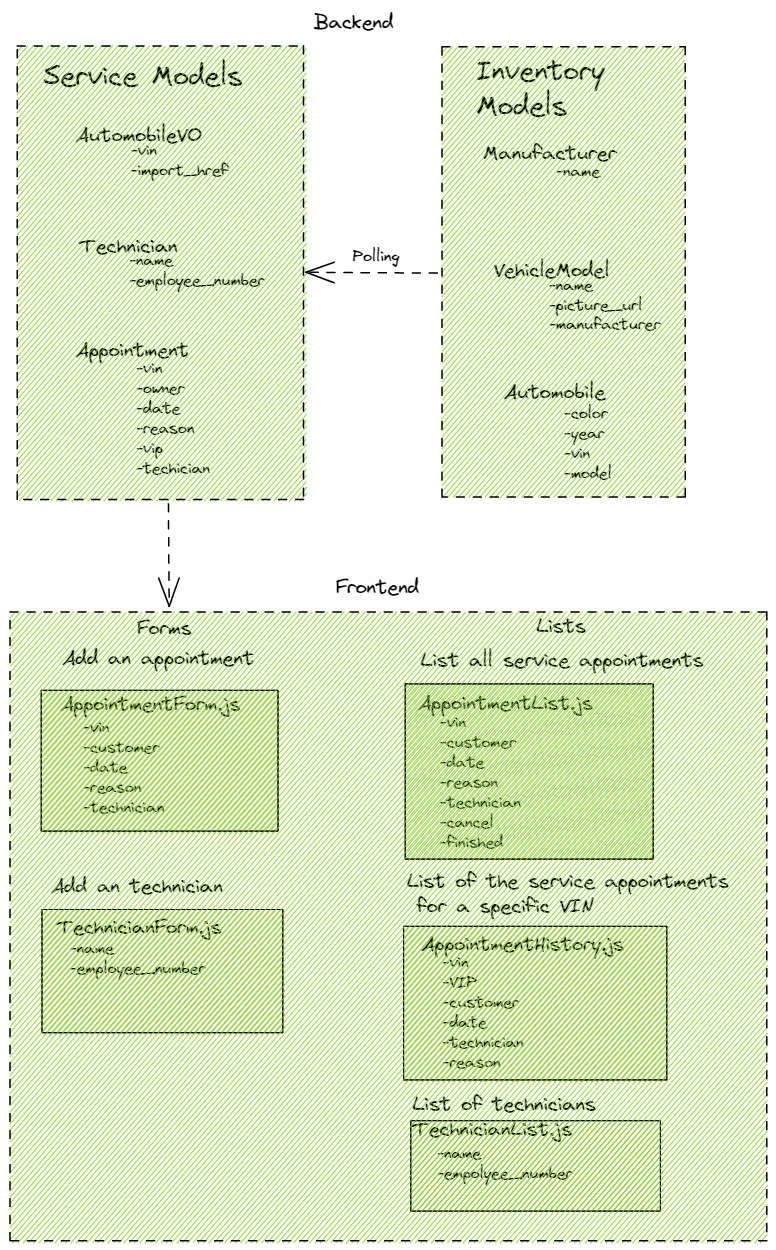 Backend
Service Models
AutomobileVO
-vin
-import_href
Technician
-name
-employee_number
Appointment
-vin
-owner
-date
-reason
-vip
-techician
Polling
Inventory
Models
Manufacturer
-name
VehicleModel
-name
-picture_url
-manufacturer
Automobile
-color
-year
-vin
-model
Frontend
Forms
Add an appointment
AppointmentForm.js
-vin
-customer
-date
-reason
-technician
Add an technician
TechnicianForm.js
-name
-employee_number
Lists
List all service appointments
AppointmentList.js
-vin
-customer
-date
-reason
-technician
-cancel
-finished
List of the service appointments
for a specific VIN
AppointmentHistory.js
-vin
-VIP
-customer
-date
-technician
-reason
List of technicians
TechnicianList.js
-name
-empolyee_number